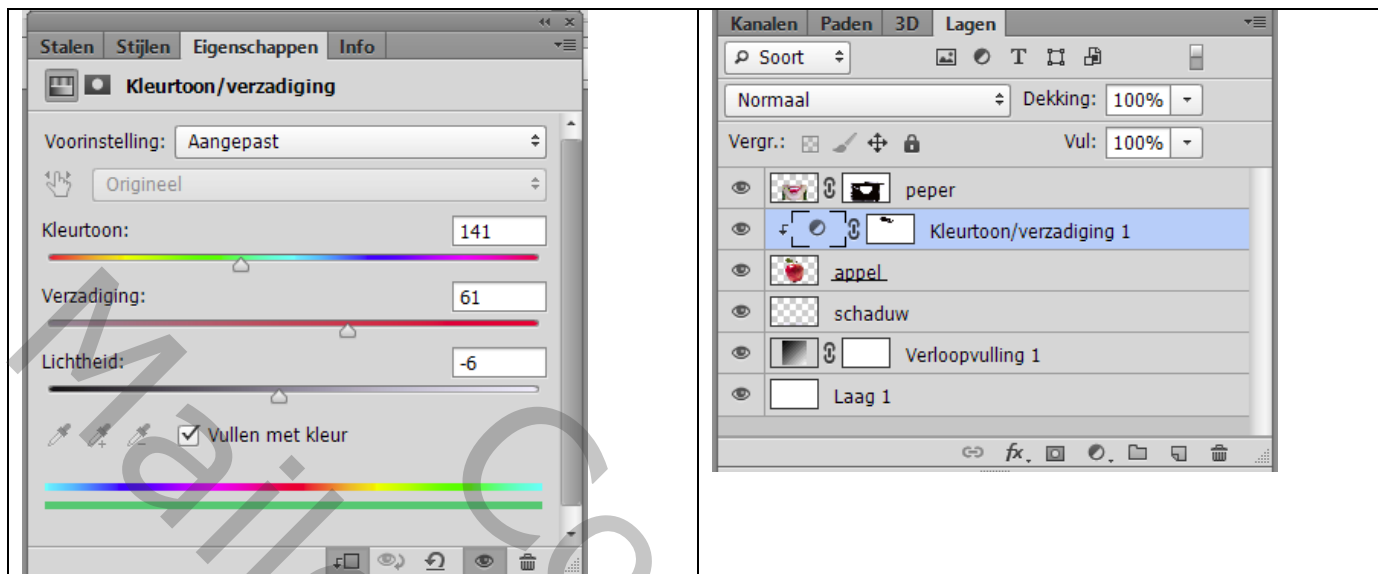 Stalen Stijlen Eigenschappen Info
Kleurtoon/verzadiging
Voorinstelling: Aangepast
Origineel
Kleurtoon: 141
Verzadiging: 61
Lichtheid: -6
Vullen met kleur
Kanalen Paden 3D Lagen
Soort
Normaal Dekking: 100%
Vergr.: Vul: 100%
peper
Kleurtoon/verzadiging 1
appel
schaduw
Verloopvulling 1
Laag 1
fx